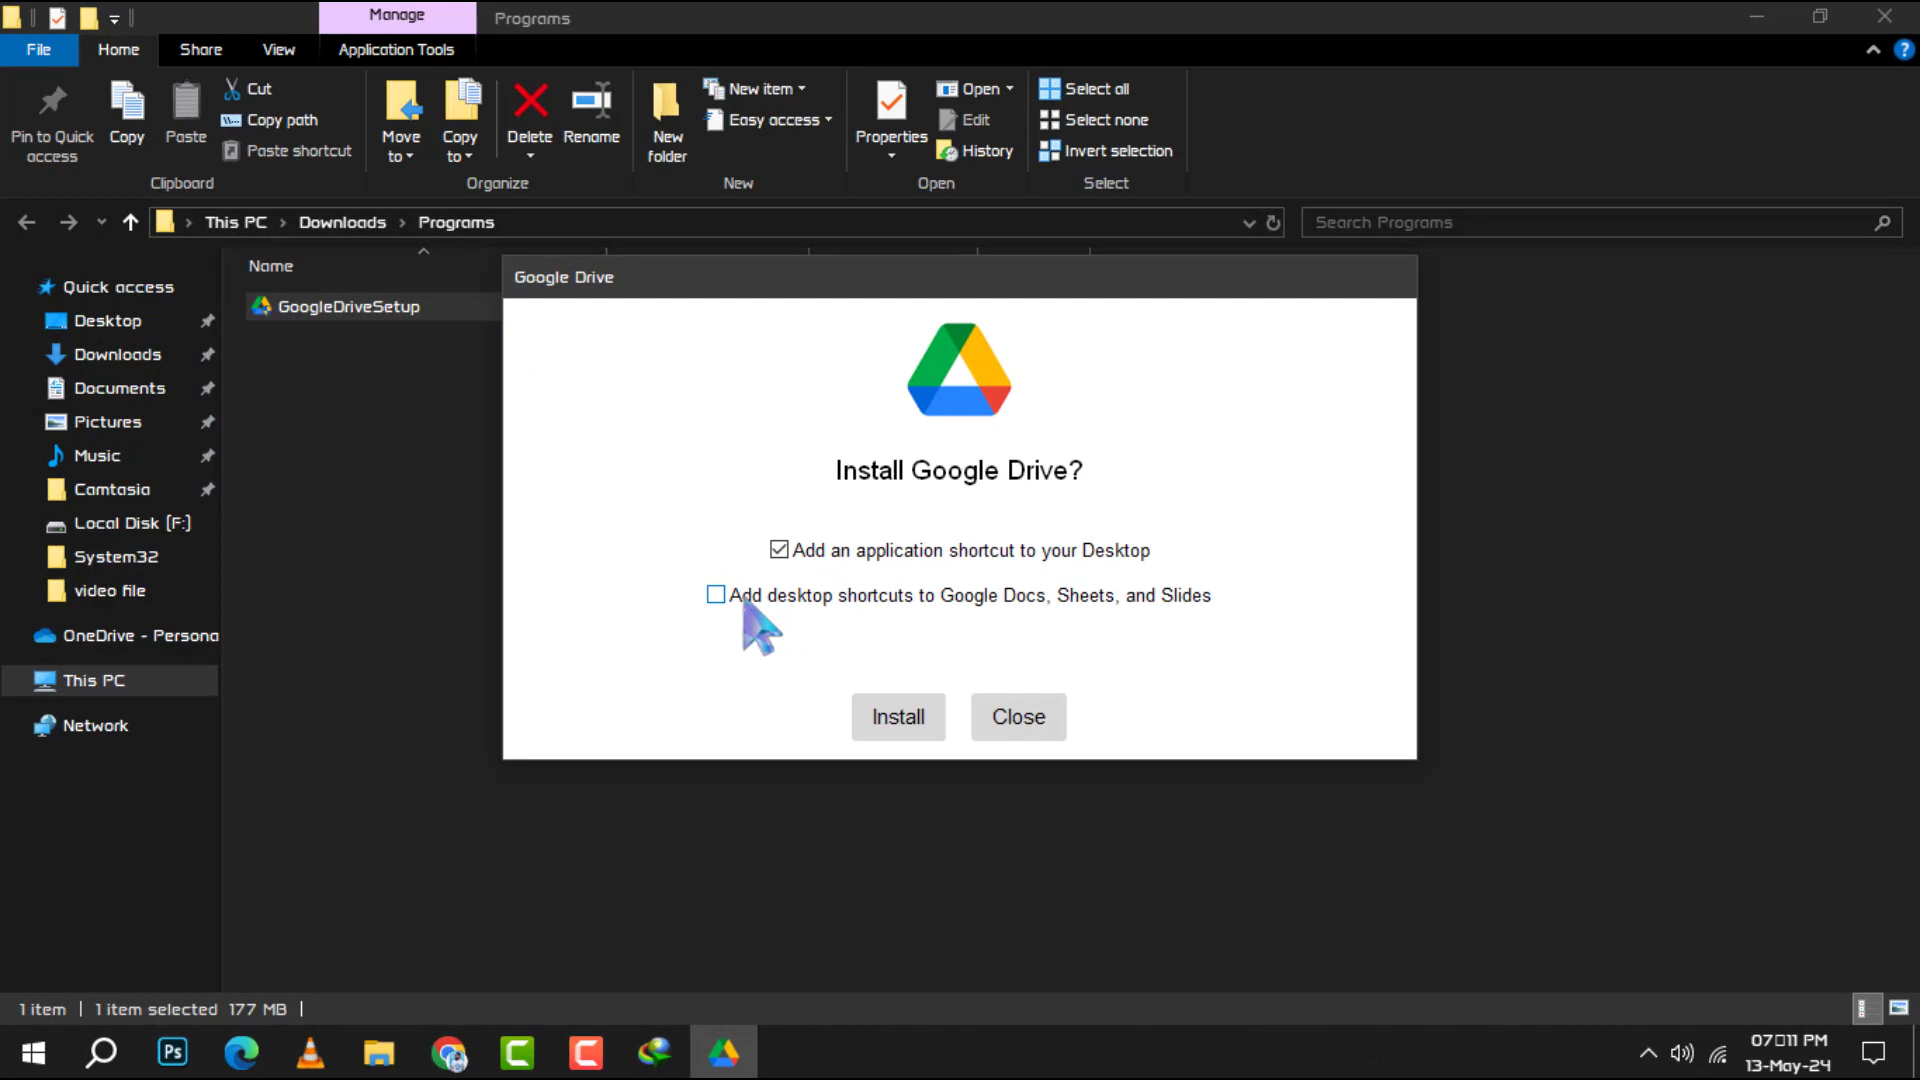 Manage
Programs
File
Home
Share
View
Application Tools
Pin to Quick access
Copy
Paste
Cut
Copy path
Paste shortcut
Clipboard
Move to
Copy to
Delete
Rename
Organize
New folder
New item
Easy access
New
Properties
Open
Edit
History
Open
Select all
Select none
Invert selection
Select
This PC
Downloads
Programs
Search Programs
Name
GoogleDriveSetup
Quick access
Desktop
Downloads
Documents
Pictures
Music
Camtasia
Local Disk [F:]
System32
video file
OneDrive - Persona
This PC
Network
Google Drive
Install Google Drive?
Add an application shortcut to your Desktop
Add desktop shortcuts to Google Docs, Sheets, and Slides
Install
Close
1 item
1 item selected 177 MB
Ps
07▯11 PM
13-May-24